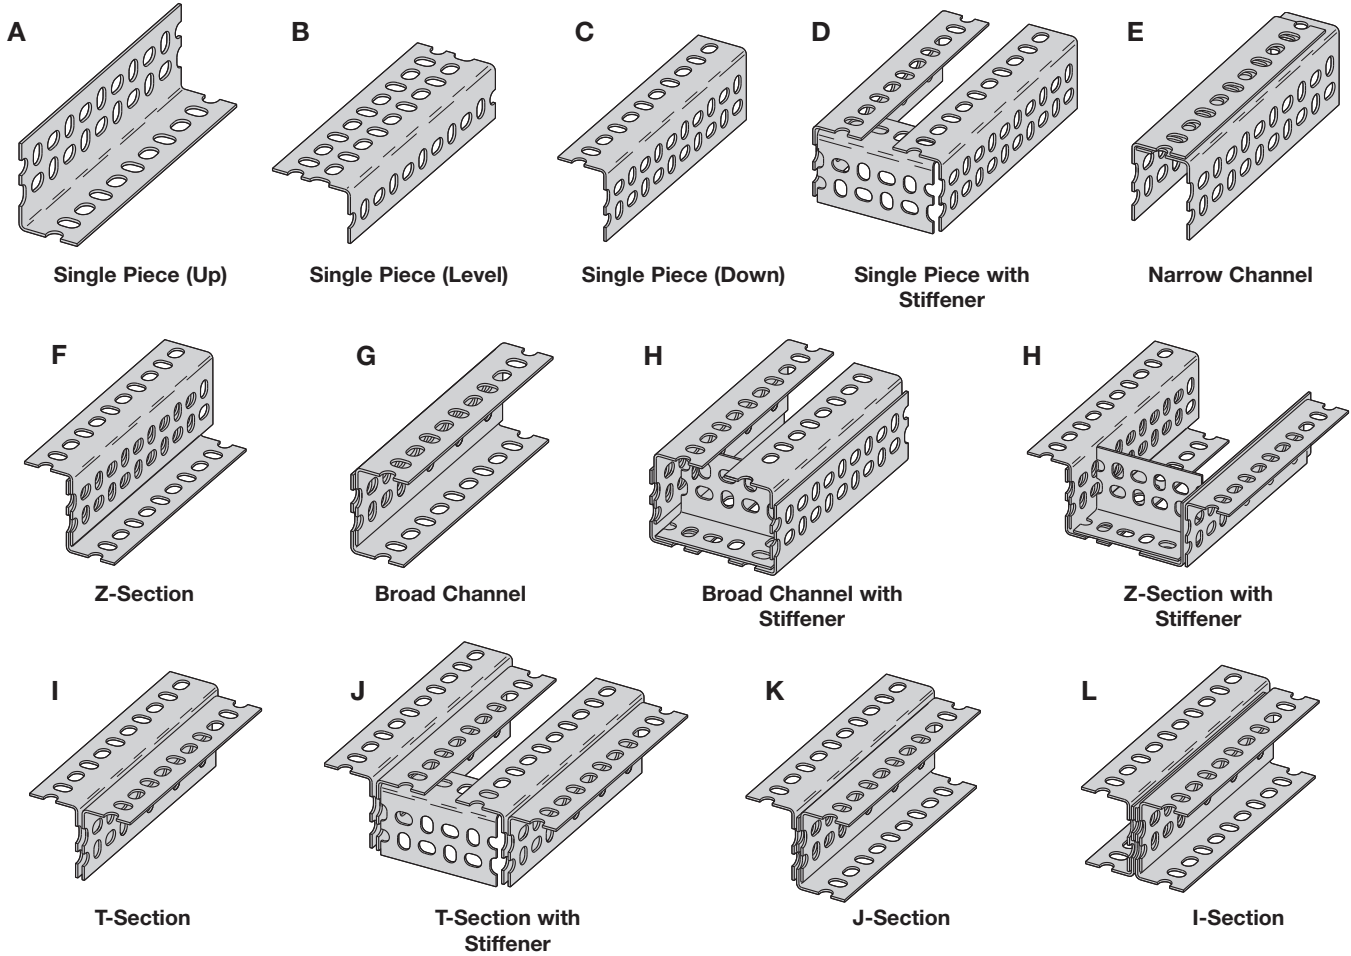 A
B
C
D
E
Single Piece (Up)
Single Piece (Level)
Single Piece (Down)
Single Piece with
Stiffener
Narrow Channel
F
G
H
H
Z-Section
Broad Channel
Broad Channel with
Stiffener
Z-Section with
Stiffener
I
J
K
L
T-Section
T-Section with
Stiffener
J-Section
I-Section